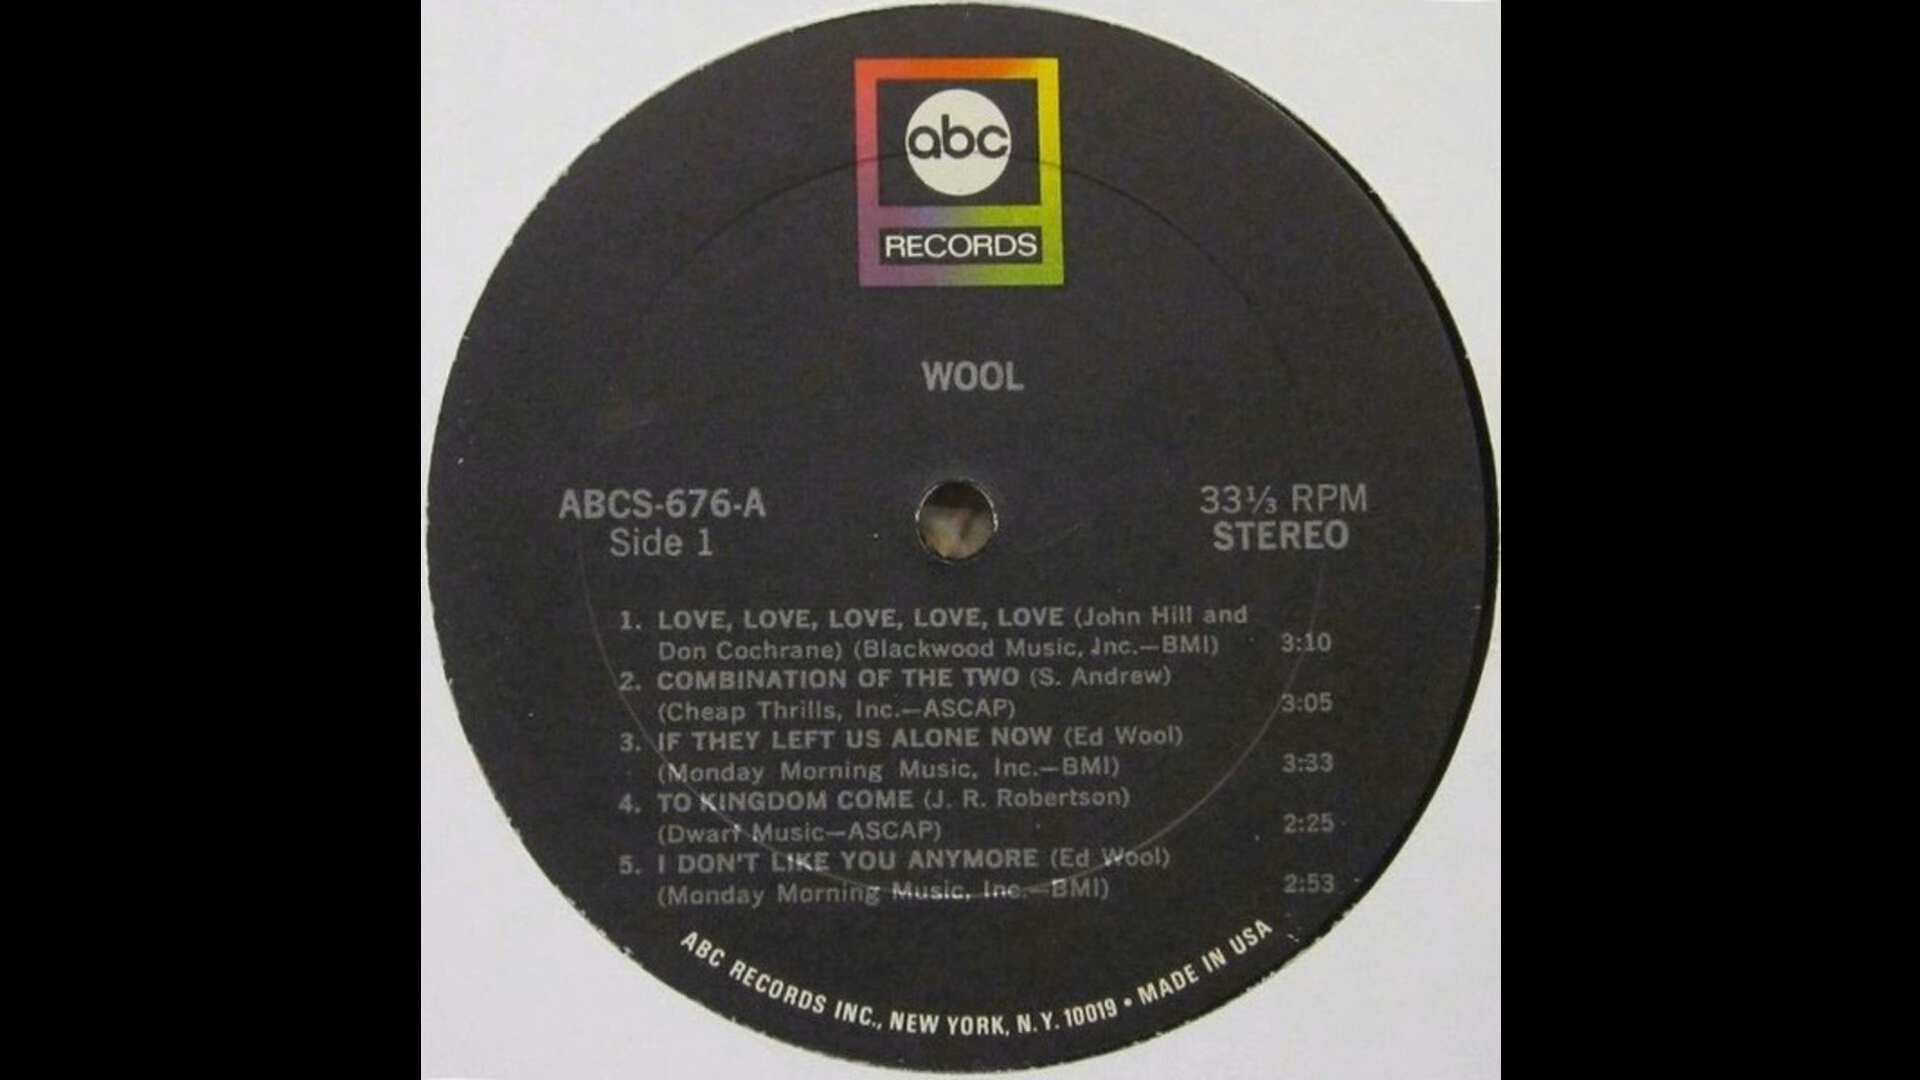 abc
RECORDS
WOOL
ABCS-676-A
Side 1
33⅓ RPM
STEREO
1. LOVE, LOVE, LOVE, LOVE, LOVE (John Hill and
Don Cochrane) (Blackwood Music, Inc.—BMI) 3:10
2. COMBINATION OF THE TWO (S. Andrew)
(Cheap Thrills, Inc.—ASCAP) 3:05
3. IF THEY LEFT US ALONE NOW (Ed Wool)
(Monday Morning Music, Inc.—BMI) 3:33
4. TO KINGDOM COME (J. R. Robertson)
(Dwarf Music—ASCAP) 2:25
5. I DON'T LIKE YOU ANYMORE (Ed Wool)
(Monday Morning Music, Inc.—BMI) 2:53
ABC RECORDS INC., NEW YORK, N.Y. 10019 • MADE IN USA